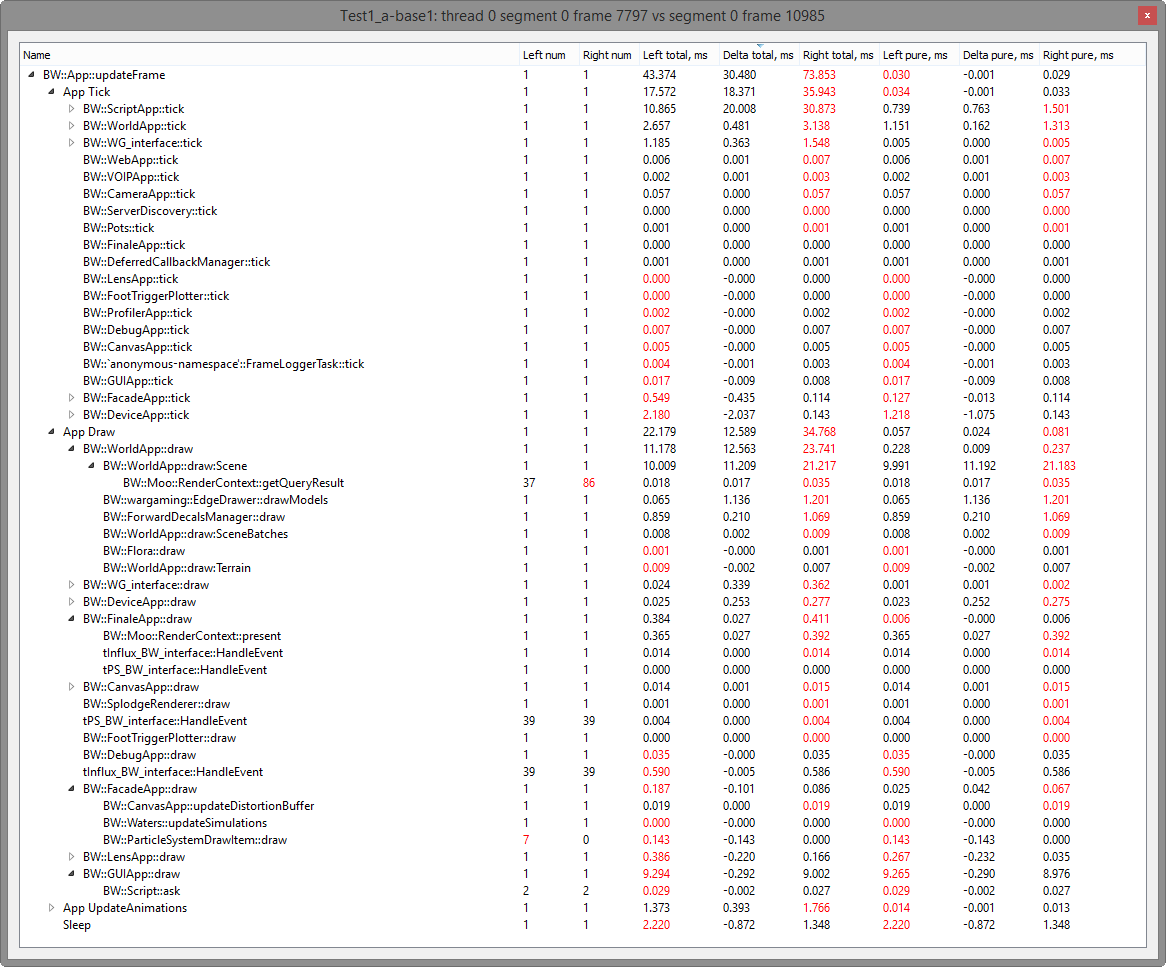 Test1_a-base1: thread 0 segment 0 frame 7797 vs segment 0 frame 10985
x
Name Left num Right num Left total, ms Delta total, ms Right total, ms Left pure, ms Delta pure, ms Right pure, ms
BW::App::updateFrame 1 1 43.374 30.480 73.853 0.030 -0.001 0.029
App Tick 1 1 17.572 18.371 35.943 0.034 -0.001 0.033
BW::ScriptApp::tick 1 1 10.865 20.008 30.873 0.739 0.763 1.501
BW::WorldApp::tick 1 1 2.657 0.481 3.138 1.151 0.162 1.313
BW::WG_interface::tick 1 1 1.185 0.363 1.548 0.005 0.000 0.005
BW::WebApp::tick 1 1 0.006 0.001 0.007 0.006 0.001 0.007
BW::VOIPApp::tick 1 1 0.002 0.001 0.003 0.002 0.001 0.003
BW::CameraApp::tick 1 1 0.057 0.000 0.057 0.057 0.000 0.057
BW::ServerDiscovery::tick 1 1 0.000 0.000 0.000 0.000 0.000 0.000
BW::Pots::tick 1 1 0.001 0.000 0.001 0.001 0.000 0.001
BW::FinaleApp::tick 1 1 0.000 0.000 0.000 0.000 0.000 0.000
BW::DeferredCallbackManager::tick 1 1 0.001 0.000 0.001 0.001 0.000 0.001
BW::LensApp::tick 1 1 0.000 -0.000 0.000 0.000 -0.000 0.000
BW::FootTriggerPlotter::tick 1 1 0.000 -0.000 0.000 0.000 -0.000 0.000
BW::ProfilerApp::tick 1 1 0.002 -0.000 0.002 0.002 -0.000 0.002
BW::DebugApp::tick 1 1 0.007 -0.000 0.007 0.007 -0.000 0.007
BW::CanvasApp::tick 1 1 0.005 -0.000 0.005 0.005 -0.000 0.005
BW::`anonymous-namespace'::FrameLoggerTask::tick 1 1 0.004 -0.001 0.003 0.004 -0.001 0.003
BW::GUIApp::tick 1 1 0.017 -0.009 0.008 0.017 -0.009 0.008
BW::FacadeApp::tick 1 1 0.549 -0.435 0.114 0.127 -0.013 0.114
BW::DeviceApp::tick 1 1 2.180 -2.037 0.143 1.218 -1.075 0.143
App Draw 1 1 22.179 12.589 34.768 0.057 0.024 0.081
BW::WorldApp::draw 1 1 11.178 12.563 23.741 0.228 0.009 0.237
BW::WorldApp::draw:Scene 1 1 10.009 11.209 21.217 9.991 11.192 21.183
BW::Moo::RenderContext::getQueryResult 37 86 0.018 0.017 0.035 0.018 0.017 0.035
BW::wargaming::EdgeDrawer::drawModels 1 1 0.065 1.136 1.201 0.065 1.136 1.201
BW::ForwardDecalsManager::draw 1 1 0.859 0.210 1.069 0.859 0.210 1.069
BW::WorldApp::draw:SceneBatches 1 1 0.008 0.002 0.009 0.008 0.002 0.009
BW::Flora::draw 1 1 0.001 -0.000 0.001 0.001 -0.000 0.001
BW::WorldApp::draw:Terrain 1 1 0.009 -0.002 0.007 0.009 -0.002 0.007
BW::WG_interface::draw 1 1 0.024 0.339 0.362 0.001 0.001 0.002
BW::DeviceApp::draw 1 1 0.025 0.253 0.277 0.023 0.252 0.275
BW::FinaleApp::draw 1 1 0.384 0.027 0.411 0.006 -0.000 0.006
BW::Moo::RenderContext::present 1 1 0.365 0.027 0.392 0.365 0.027 0.392
tInflux_BW_interface::HandleEvent 1 1 0.014 0.000 0.014 0.014 0.000 0.014
tPS_BW_interface::HandleEvent 1 1 0.000 0.000 0.000 0.000 0.000 0.000
BW::CanvasApp::draw 1 1 0.014 0.001 0.015 0.014 0.001 0.015
BW::SplodgeRenderer::draw 1 1 0.001 0.000 0.001 0.001 0.000 0.001
tPS_BW_interface::HandleEvent 39 39 0.004 0.000 0.004 0.004 0.000 0.004
BW::FootTriggerPlotter::draw 1 1 0.000 0.000 0.000 0.000 0.000 0.000
BW::DebugApp::draw 1 1 0.035 -0.000 0.035 0.035 -0.000 0.035
tInflux_BW_interface::HandleEvent 39 39 0.590 -0.005 0.586 0.590 -0.005 0.586
BW::FacadeApp::draw 1 1 0.187 -0.101 0.086 0.025 0.042 0.067
BW::CanvasApp::updateDistortionBuffer 1 1 0.019 0.000 0.019 0.019 0.000 0.019
BW::Waters::updateSimulations 1 1 0.000 -0.000 0.000 0.000 -0.000 0.000
BW::ParticleSystemDrawItem::draw 7 0 0.143 -0.143 0.000 0.143 -0.143 0.000
BW::LensApp::draw 1 1 0.386 -0.220 0.166 0.267 -0.232 0.035
BW::GUIApp::draw 1 1 9.294 -0.292 9.002 9.265 -0.290 8.976
BW::Script::ask 2 2 0.029 -0.002 0.027 0.029 -0.002 0.027
App UpdateAnimations 1 1 1.373 0.393 1.766 0.014 -0.001 0.013
Sleep 1 1 2.220 -0.872 1.348 2.220 -0.872 1.348